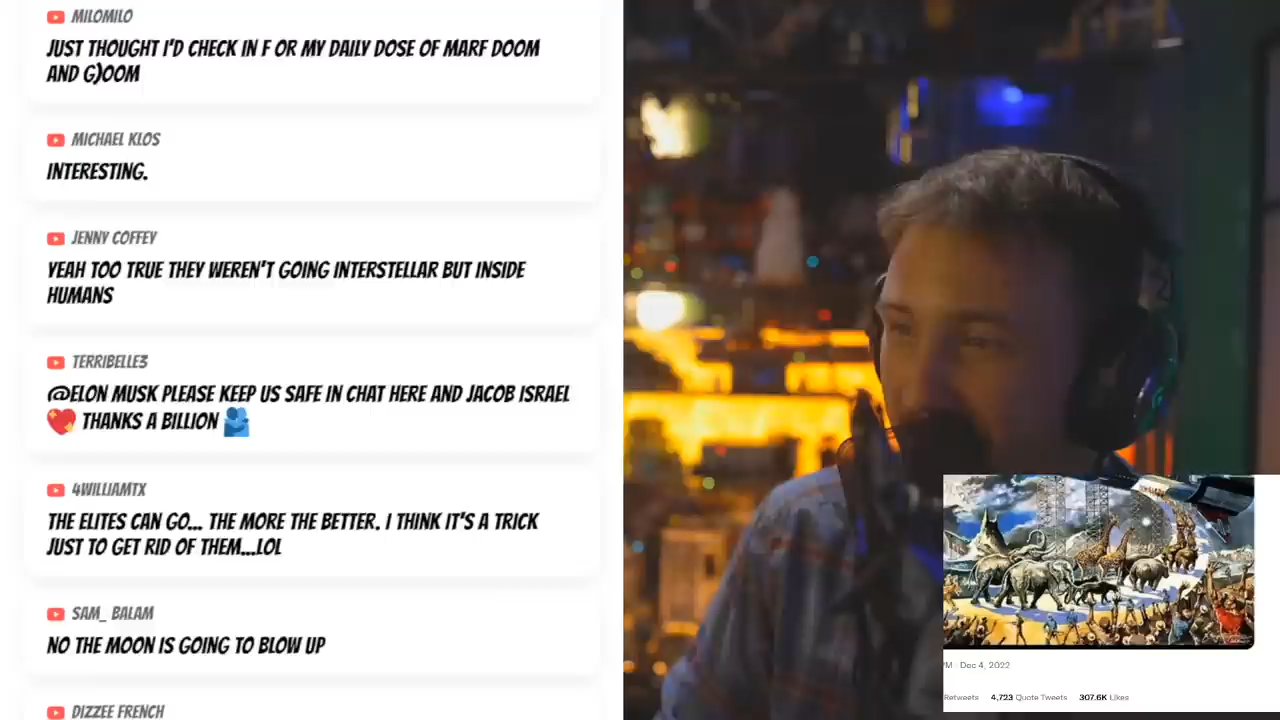 MILOMILO
JUST THOUGHT I'D CHECK IN F OR MY DAILY DOSE OF MARF DOOM
AND G)OOM
MICHAEL KLOS
INTERESTING.
JENNY COFFEY
YEAH TOO TRUE THEY WEREN'T GOING INTERSTELLAR BUT INSIDE
HUMANS
TERRIBELLE3
@ELON MUSK PLEASE KEEP US SAFE IN CHAT HERE AND JACOB ISRAEL
💖 THANKS A BILLION 🫂
4WILLIAMTX
THE ELITES CAN GO... THE MORE THE BETTER. I THINK IT'S A TRICK
JUST TO GET RID OF THEM...LOL
SAM_ BALAM
NO THE MOON IS GOING TO BLOW UP
DIZZEE FRENCH
PM · Dec 4, 2022
Retweets 4,723 Quote Tweets 307.6K Likes